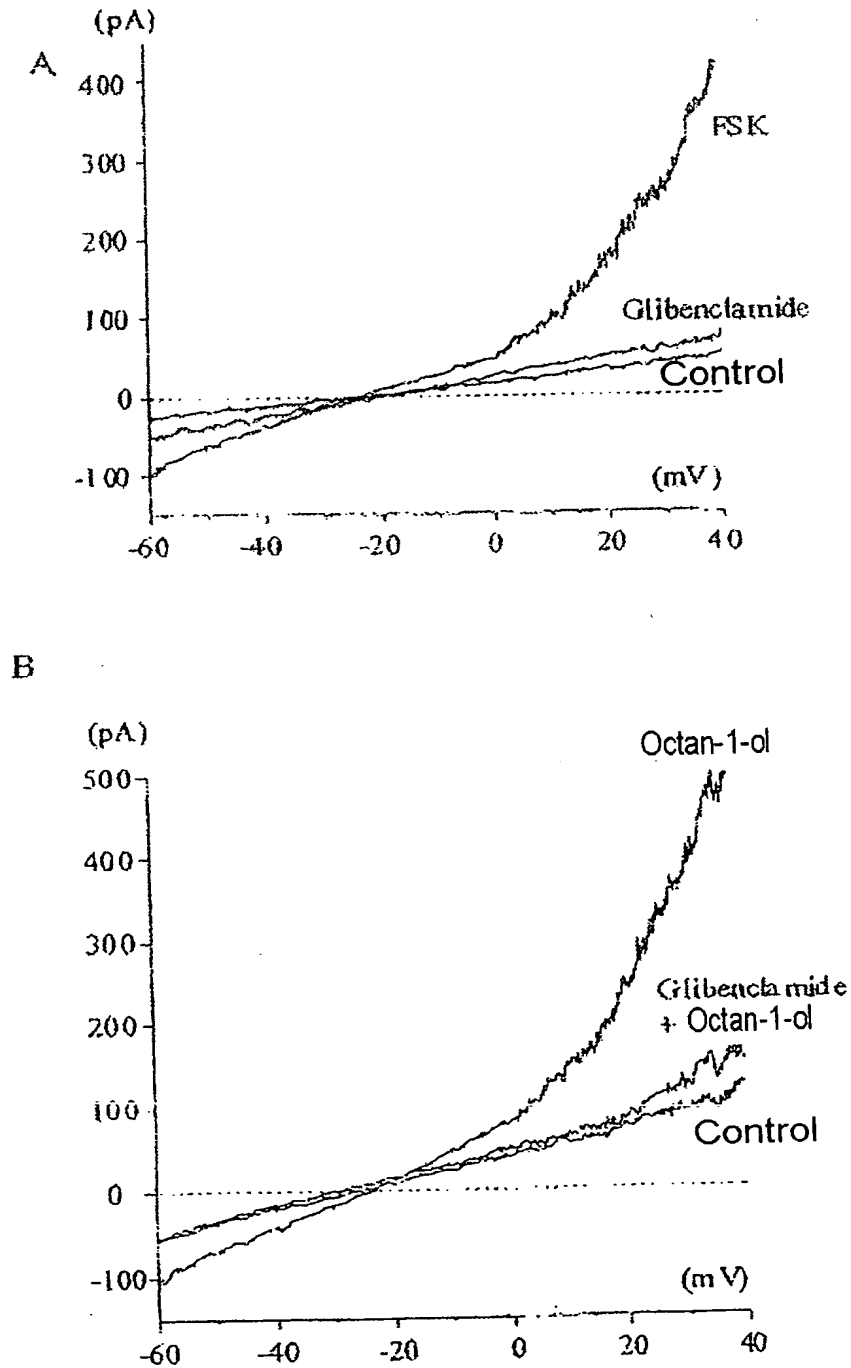 (pA)
A
400
FSK
300
200
100
Glibenclamide
Control
0
-100
(mV)
-60 -40 -20 0 20 40
B
(pA)
Octan-1-ol
500
400
300
Glibenclamide
+ Octan-1-ol
200
100
Control
0
-100
(mV)
-60 -40 -20 0 20 40